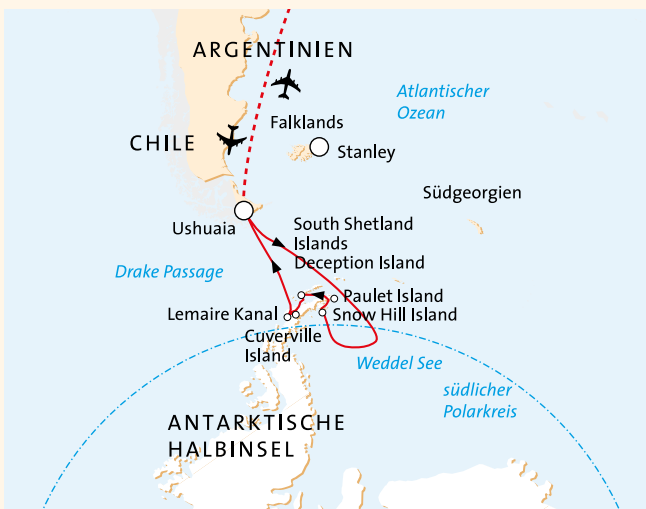 ARGENTINIEN
Atlantischer
Ozean
Falklands
CHILE
Stanley
Südgeorgien
Ushuaia
South Shetland
Islands
Deception Island
Drake Passage
Paulet Island
Lemaire Kanal
Snow Hill Island
Cuverville
Island
Weddel See
südlicher
Polarkreis
ANTARKTISCHE
HALBINSEL